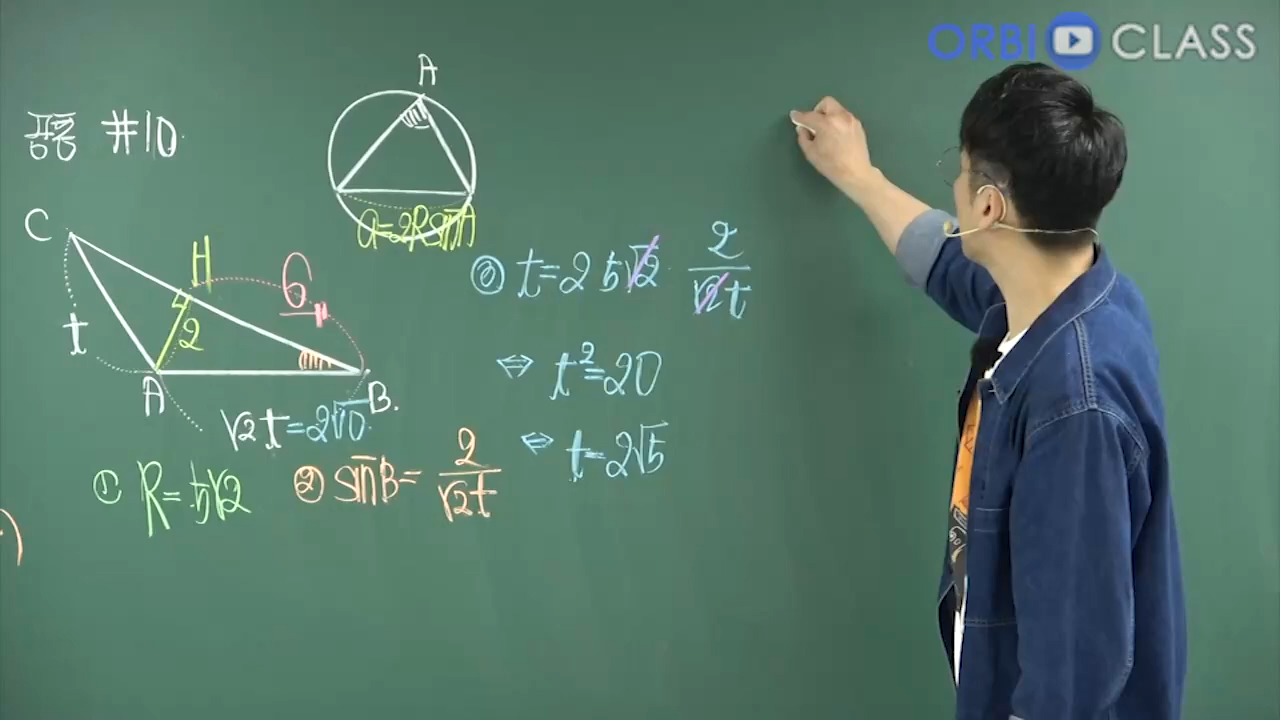 ORBI CLASS
#10.
A
a=2RsinA
C
H
6
t
2
A
B.
√2t=2√10
① R=5√2
② sinB= 2/√2t
③ t=2 5√2 · 2/√2t
⇔ t²=20
⇔ t=2√5